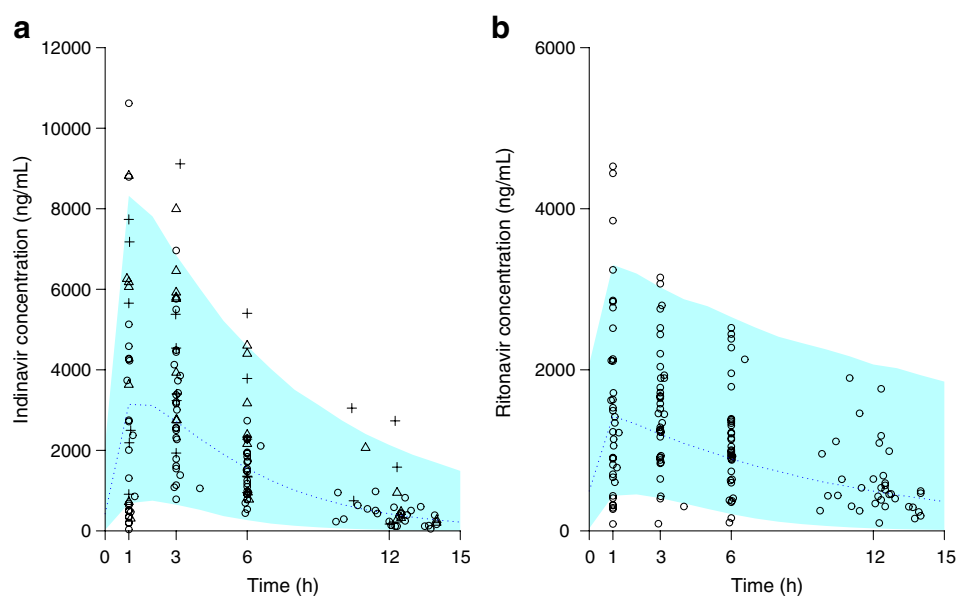 a
Indinavir concentration (ng/mL)
12000
10000
8000
6000
4000
2000
0
0 1 3 6 12 15
Time (h)
b
Ritonavir concentration (ng/mL)
6000
4000
2000
0
0 1 3 6 12 15
Time (h)